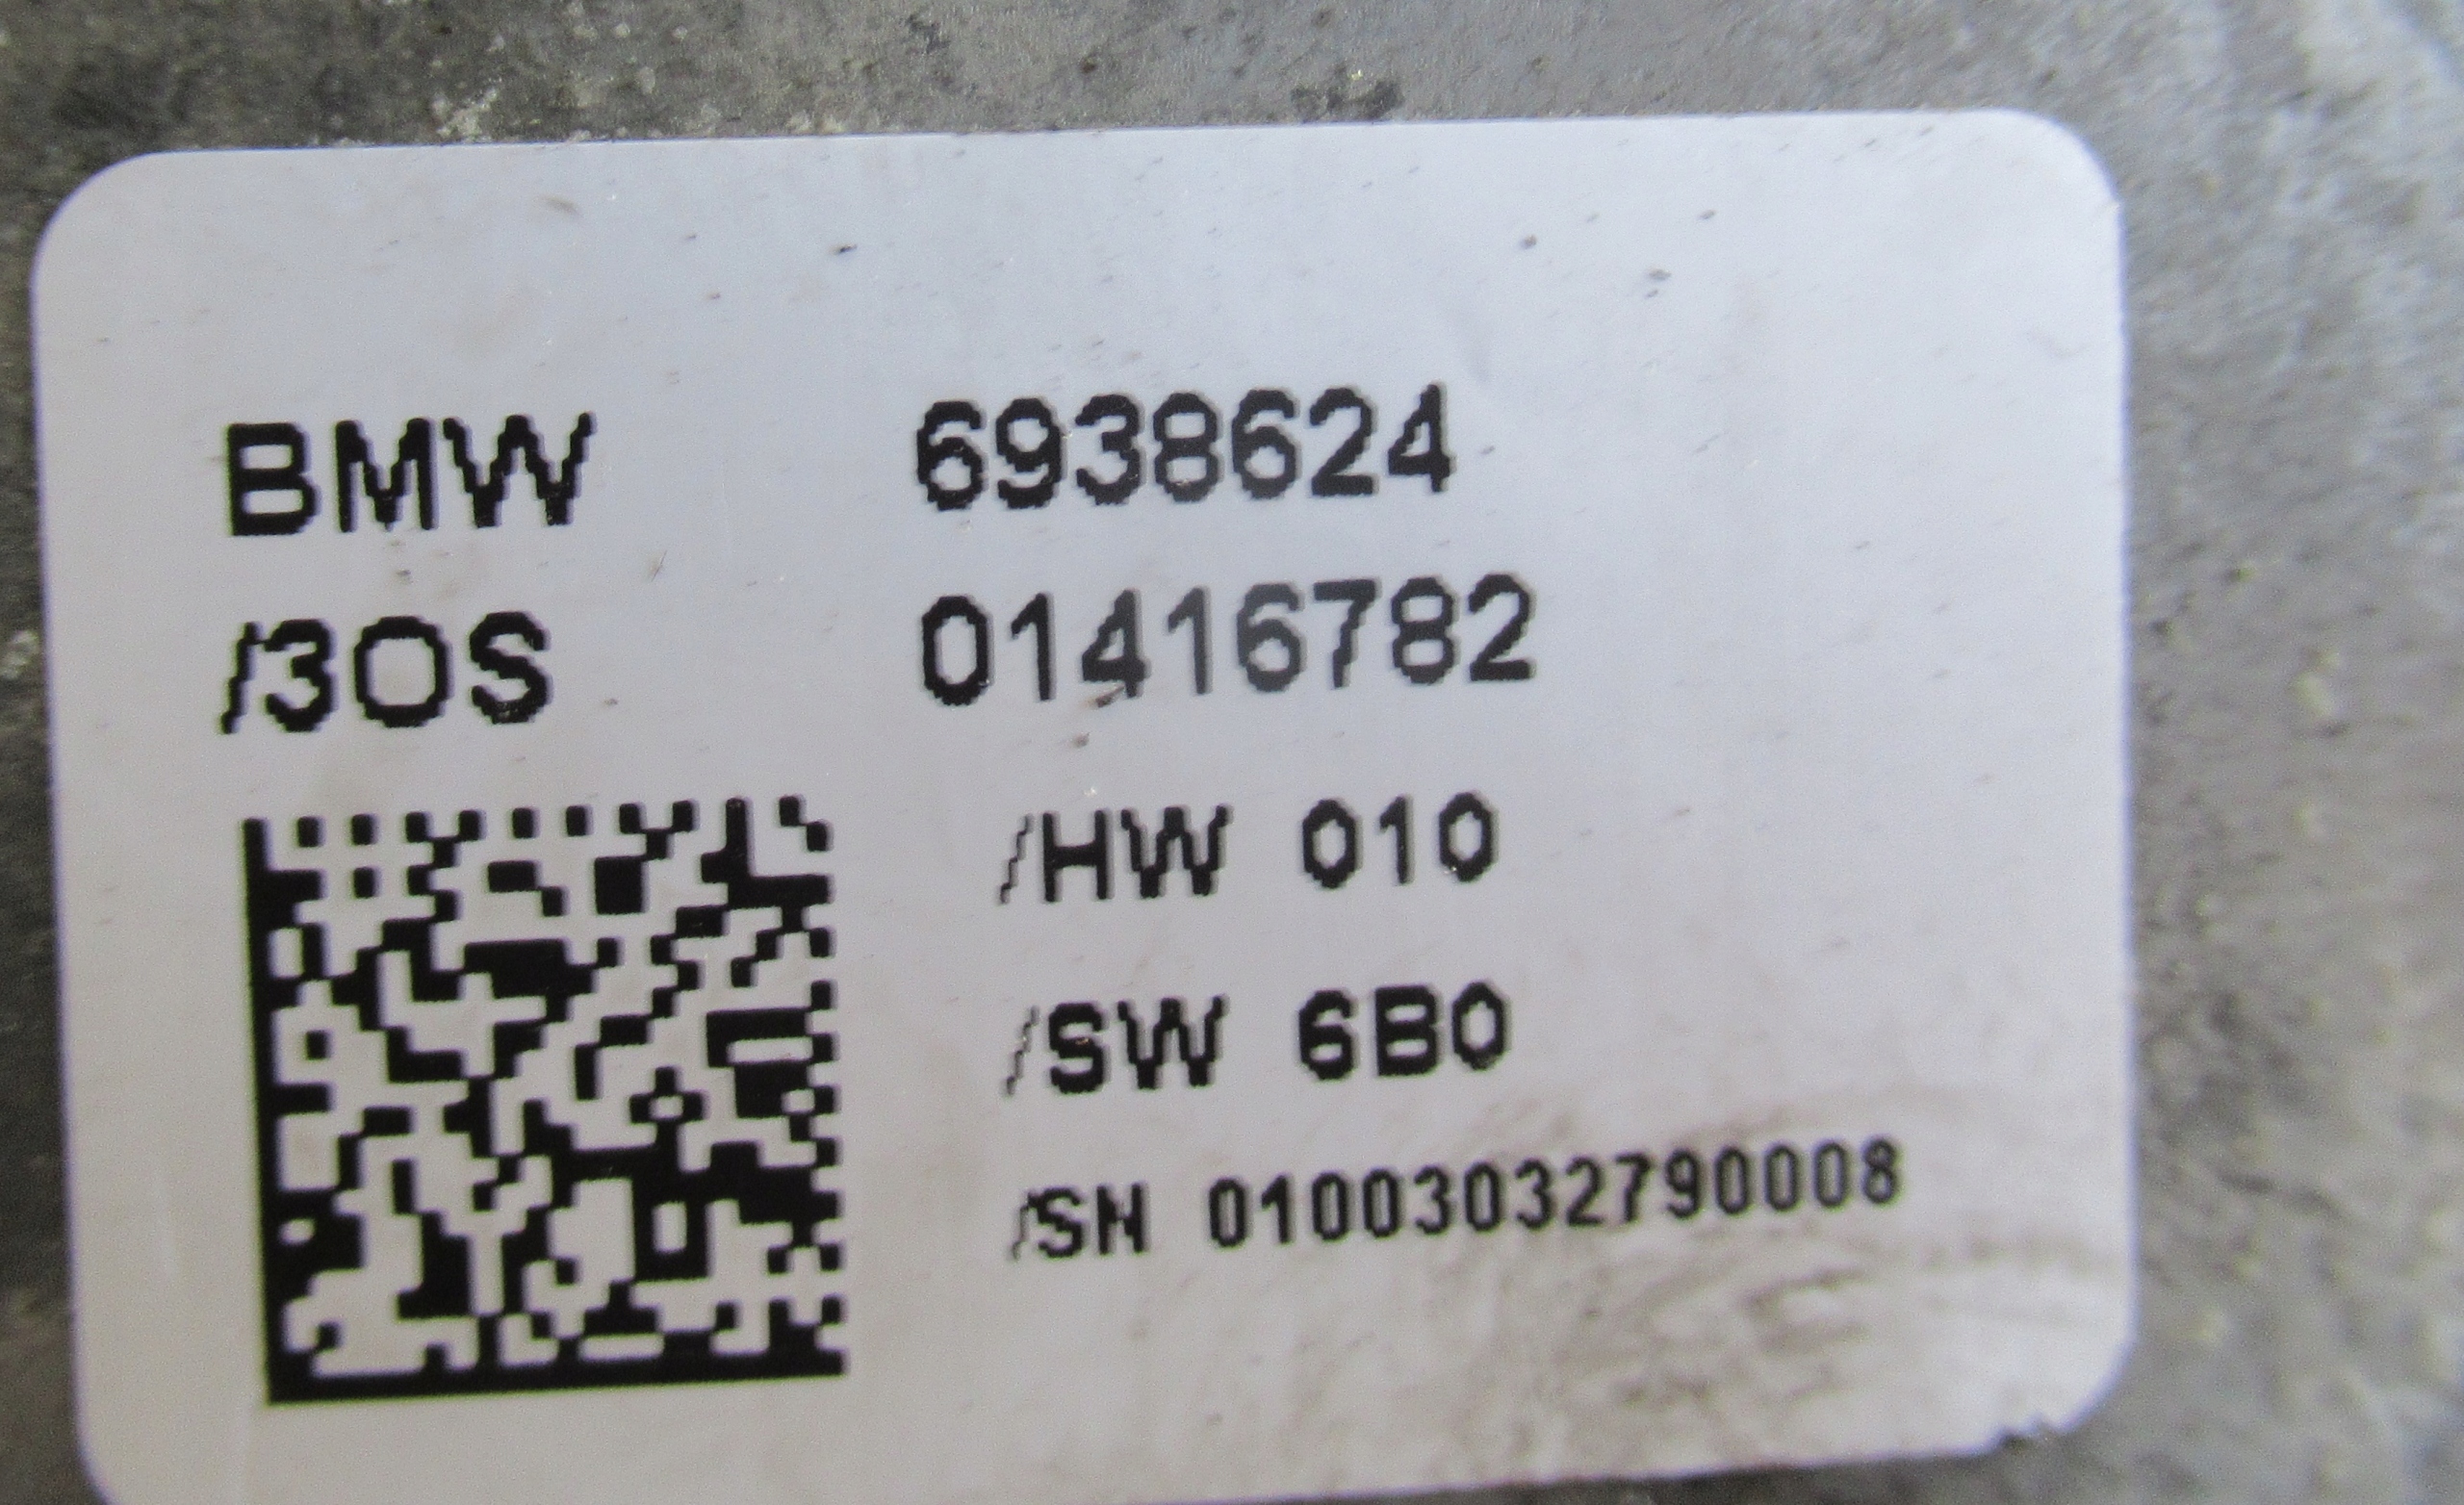 BMW 6938624
/3OS 01416782
/HW 010
/SW 6B0
/SN 01003032790008